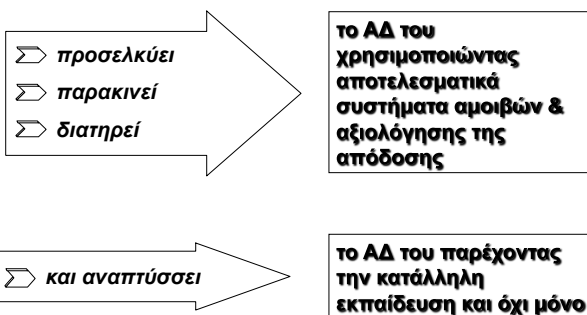 προσελκύει
παρακινεί
διατηρεί
το ΑΔ του
χρησιμοποιώντας
αποτελεσματικά
συστήματα αμοιβών &
αξιολόγησης της
απόδοσης
και αναπτύσσει
το ΑΔ του παρέχοντας
την κατάλληλη
εκπαίδευση και όχι μόνο